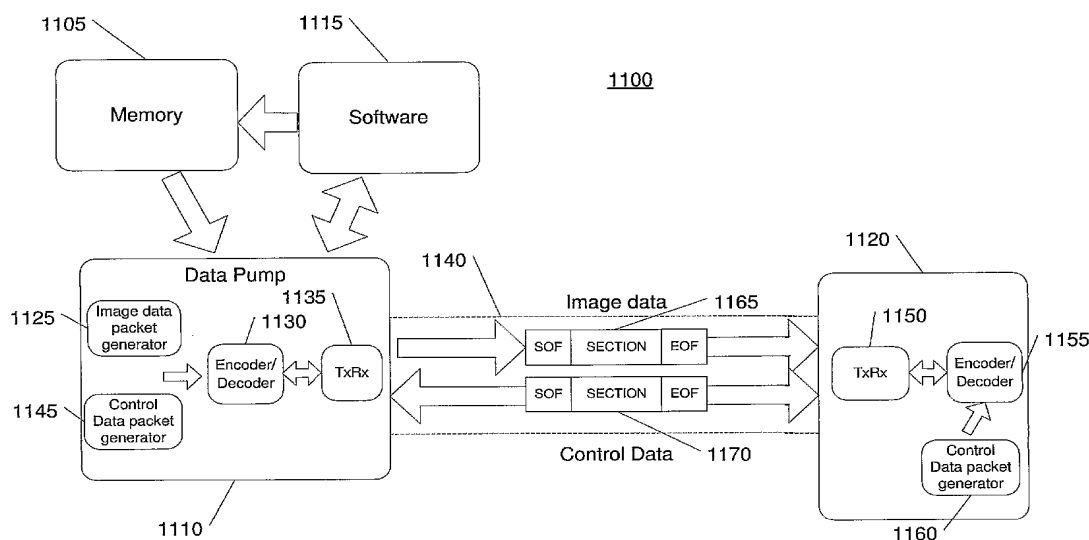 1105
1115
1100
Memory
Software
1120
Data Pump
1140
Image data
1165
1135
1125
Image data
packet
generator
1130
1150
1155
Encoder/
Decoder
TxRx
SOF
SECTION
EOF
TxRx
Encoder/
Decoder
1145
Control
Data packet
generator
SOF
SECTION
EOF
Control Data
1170
Control
Data packet
generator
1110
1160